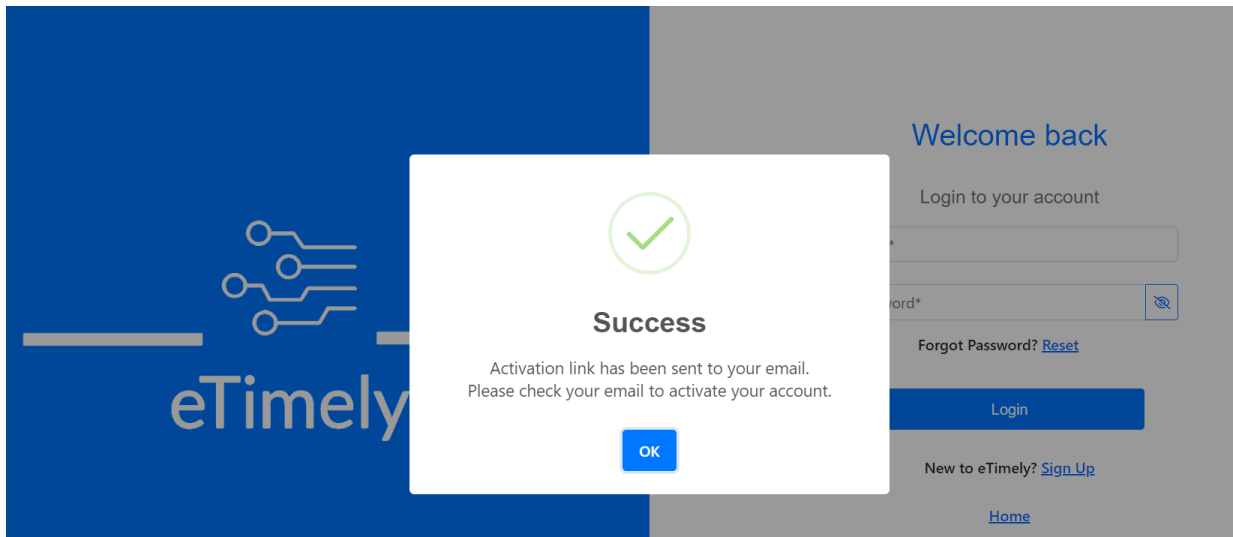 eTimely
Welcome back
Login to your account
*
word*
Forgot Password? Reset
Login
New to eTimely? Sign Up
Home
Success
Activation link has been sent to your email.
Please check your email to activate your account.
OK